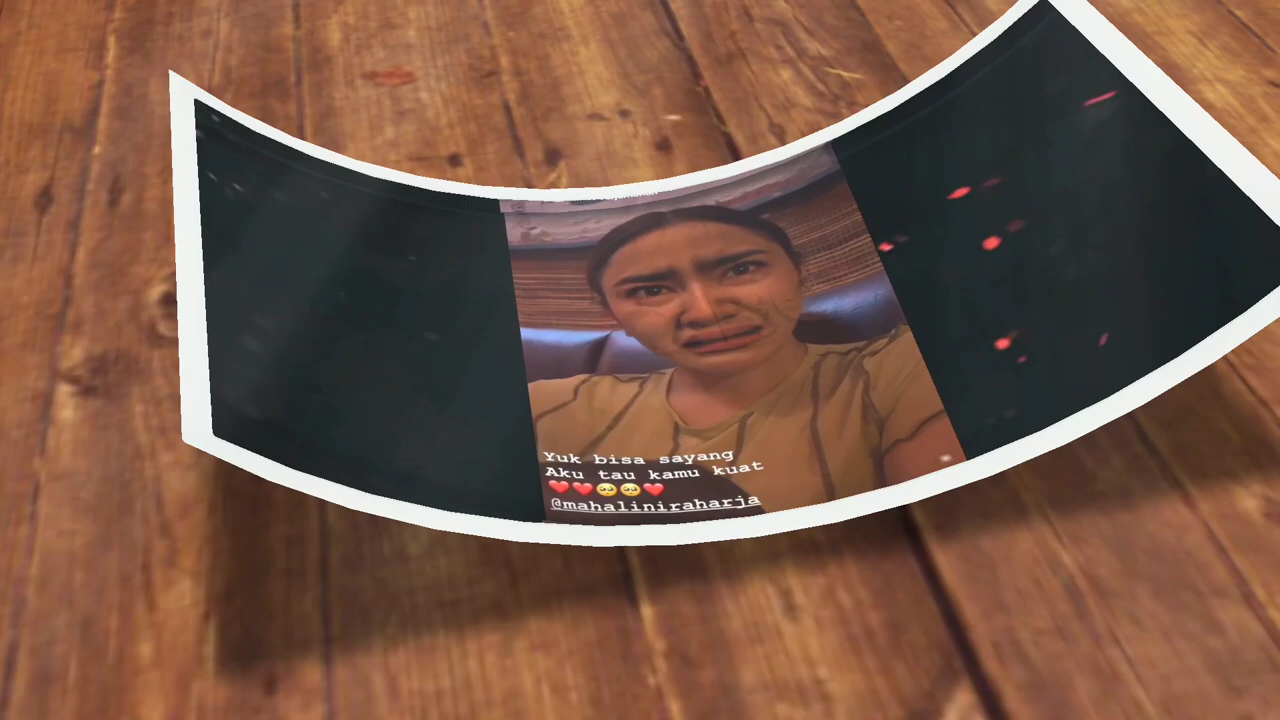 Yuk bisa sayang
Aku tau kamu kuat
❤️❤️🥺🥺❤️
@mahaliniraharja